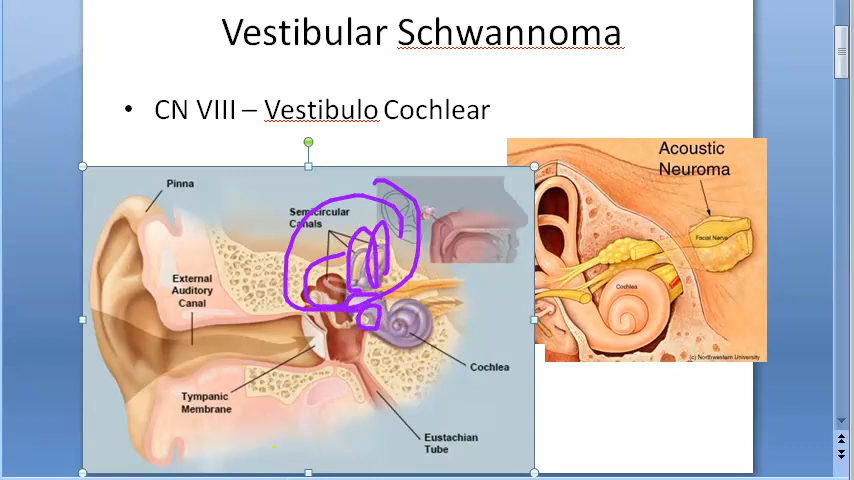 Vestibular Schwannoma
• CN VIII – Vestibulo Cochlear
Acoustic
Neuroma
Pinna
Semicircular
Canals
Facial Nerve
External
Auditory
Canal
Cochlea
Cochlea
Tympanic
Membrane
(c) Northwestern University
Eustachian
Tube